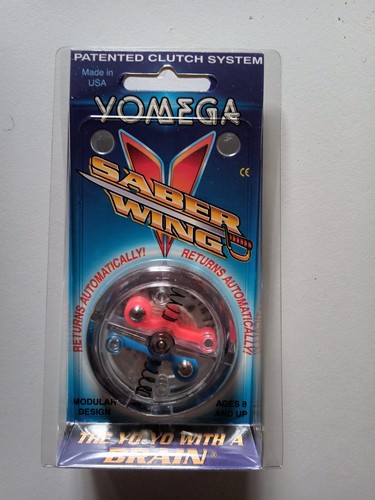 PATENTED CLUTCH SYSTEM
Made in
USA
YOMEGA
CE
SABER
WING
RETURNS AUTOMATICALLY!
RETURNS AUTOMATICALLY!
MODULAR
DESIGN
AGES 8
AND UP
THE YO-YO WITH A
BRAIN®